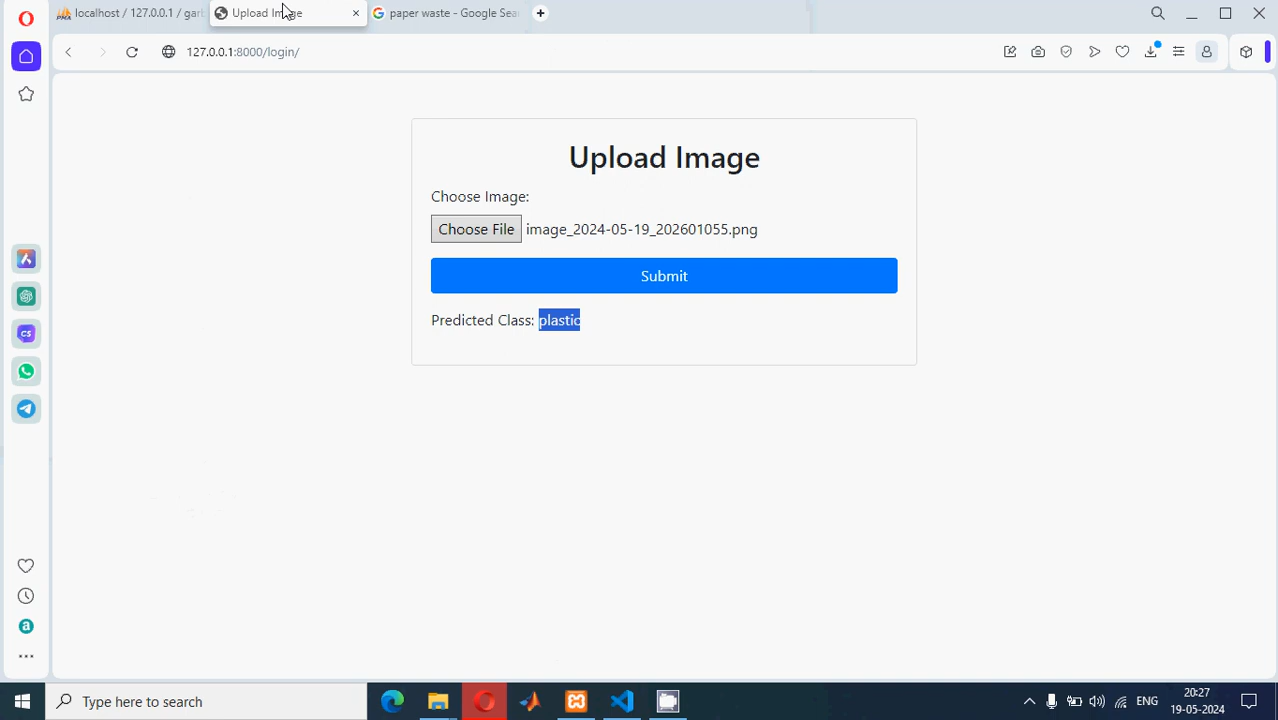 localhost / 127.0.0.1 / garb
Upload Image
paper waste - Google Sea
127.0.0.1:8000/login/
Upload Image
Choose Image:
Choose File image_2024-05-19_202601055.png
Submit
Predicted Class: plastic
Type here to search
ENG
20:27
19-05-2024